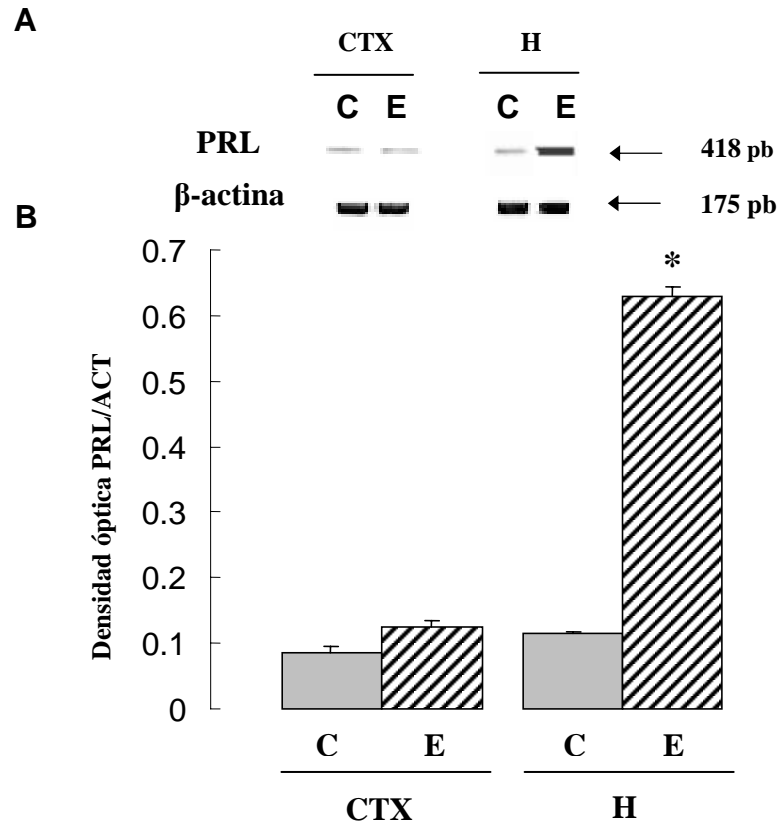 A
CTX H
C E C E
PRL 418 pb
β-actina 175 pb
B
Densidad óptica PRL/ACT
0.7
0.6
0.5
0.4
0.3
0.2
0.1
0
*
C E C E
CTX H